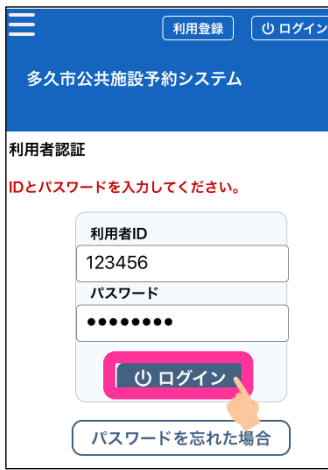 利用登録
ログイン
多久市公共施設予約システム
利用者認証
IDとパスワードを入力してください。
利用者ID
123456
パスワード
●●●●●●●●
ログイン
パスワードを忘れた場合